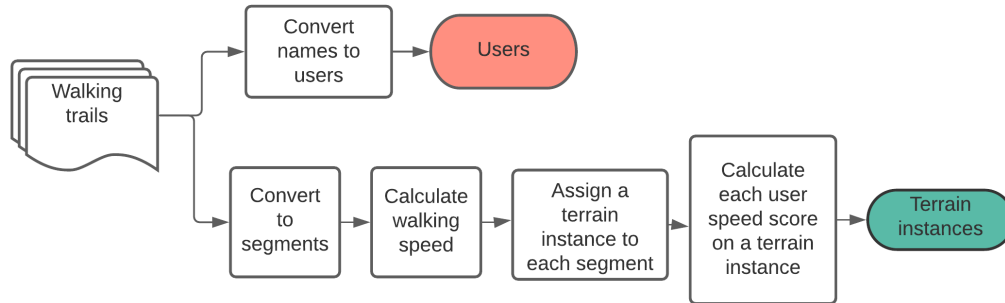 Walking
trails
Convert
names to
users
Users
Convert
to
segments
Calculate
walking
speed
Assign a
terrain
instance to
each segment
Calculate
each user
speed score
on a terrain
instance
Terrain
instances